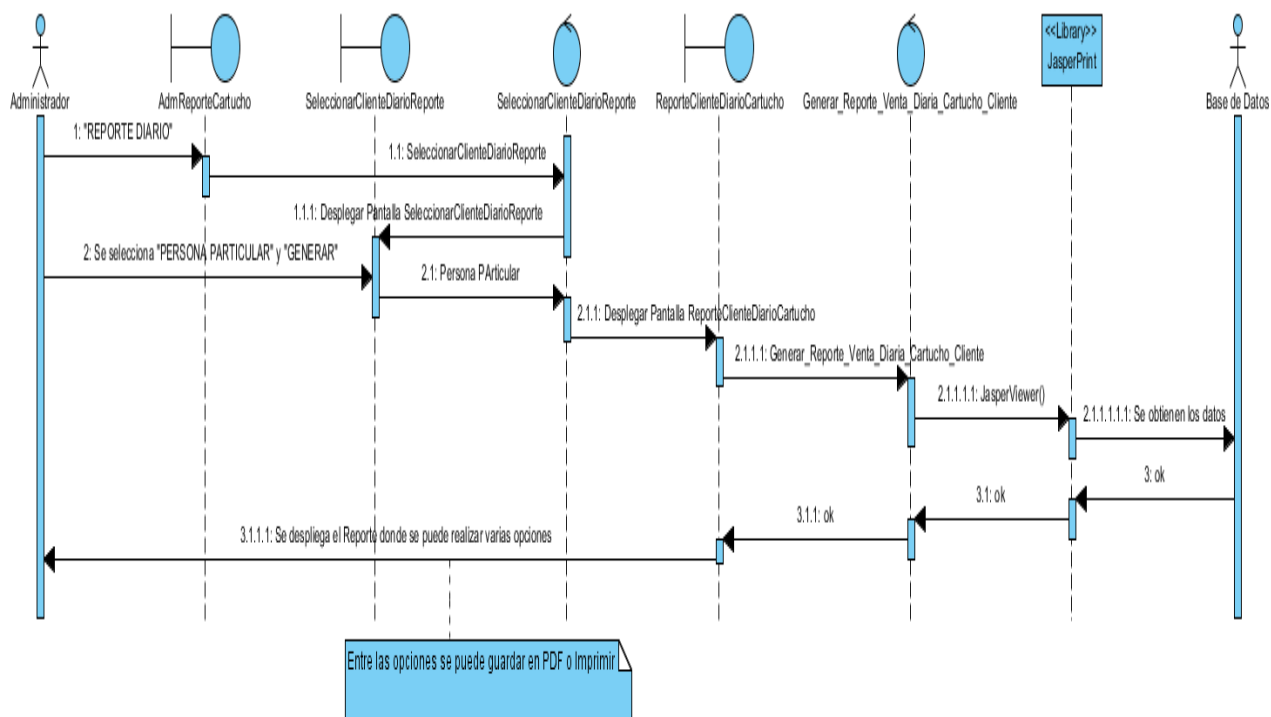 <<Library>>
JasperPrint
Administrador
AdmReporteCartucho
SeleccionarClienteDiarioReporte
SeleccionarClienteDiarioReporte
ReporteClienteDiarioCartucho
Generar_Reporte_Venta_Diaria_Cartucho_Cliente
Base de Datos
1: "REPORTE DIARIO"
1.1: SeleccionarClienteDiarioReporte
1.1.1: Desplegar Pantalla SeleccionarClienteDiarioReporte
2: Se selecciona "PERSONA PARTICULAR" y "GENERAR"
2.1: Persona PArticular
2.1.1: Desplegar Pantalla ReportoClienteDiarioCartucho
2.1.1.1: Generar_Reporte_Venta_Diaria_Cartucho_Cliente
2.1.1.1.1: JasperViewer()
2.1.1.1.1.1: Se obtienen los datos
3: ok
3.1: ok
3.1.1: ok
3.1.1.1: Se despliega el Reporto donde se puede realizar varias opciones
Entre las opciones se puede guardar en PDF o Imprimir